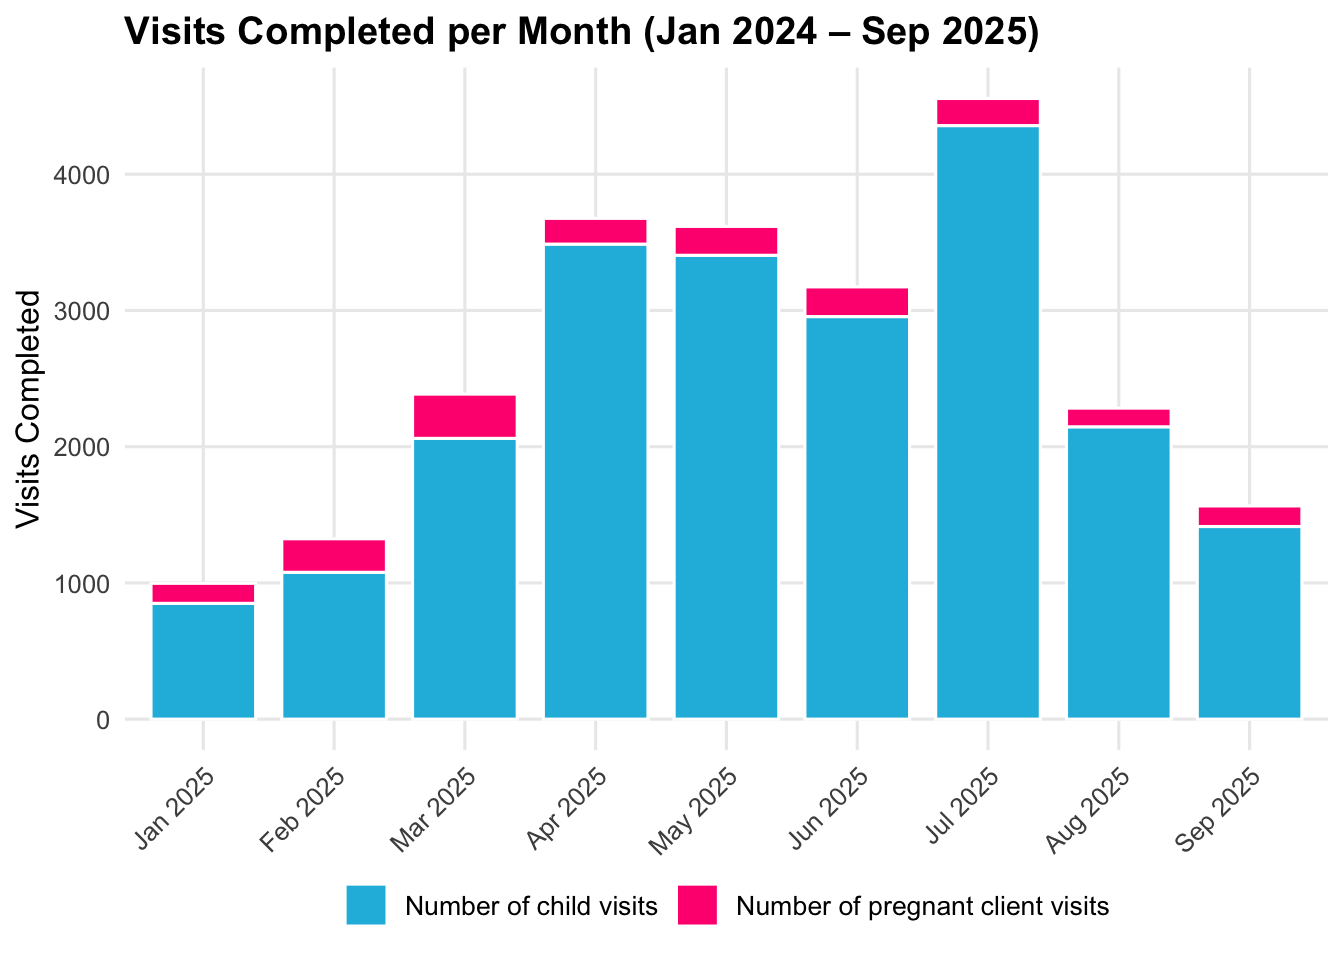 Visits Completed per Month (Jan 2024 – Sep 2025)
Visits Completed
4000
3000
2000
1000
0
Jan 2025
Feb 2025
Mar 2025
Apr 2025
May 2025
Jun 2025
Jul 2025
Aug 2025
Sep 2025
Number of child visits
Number of pregnant client visits